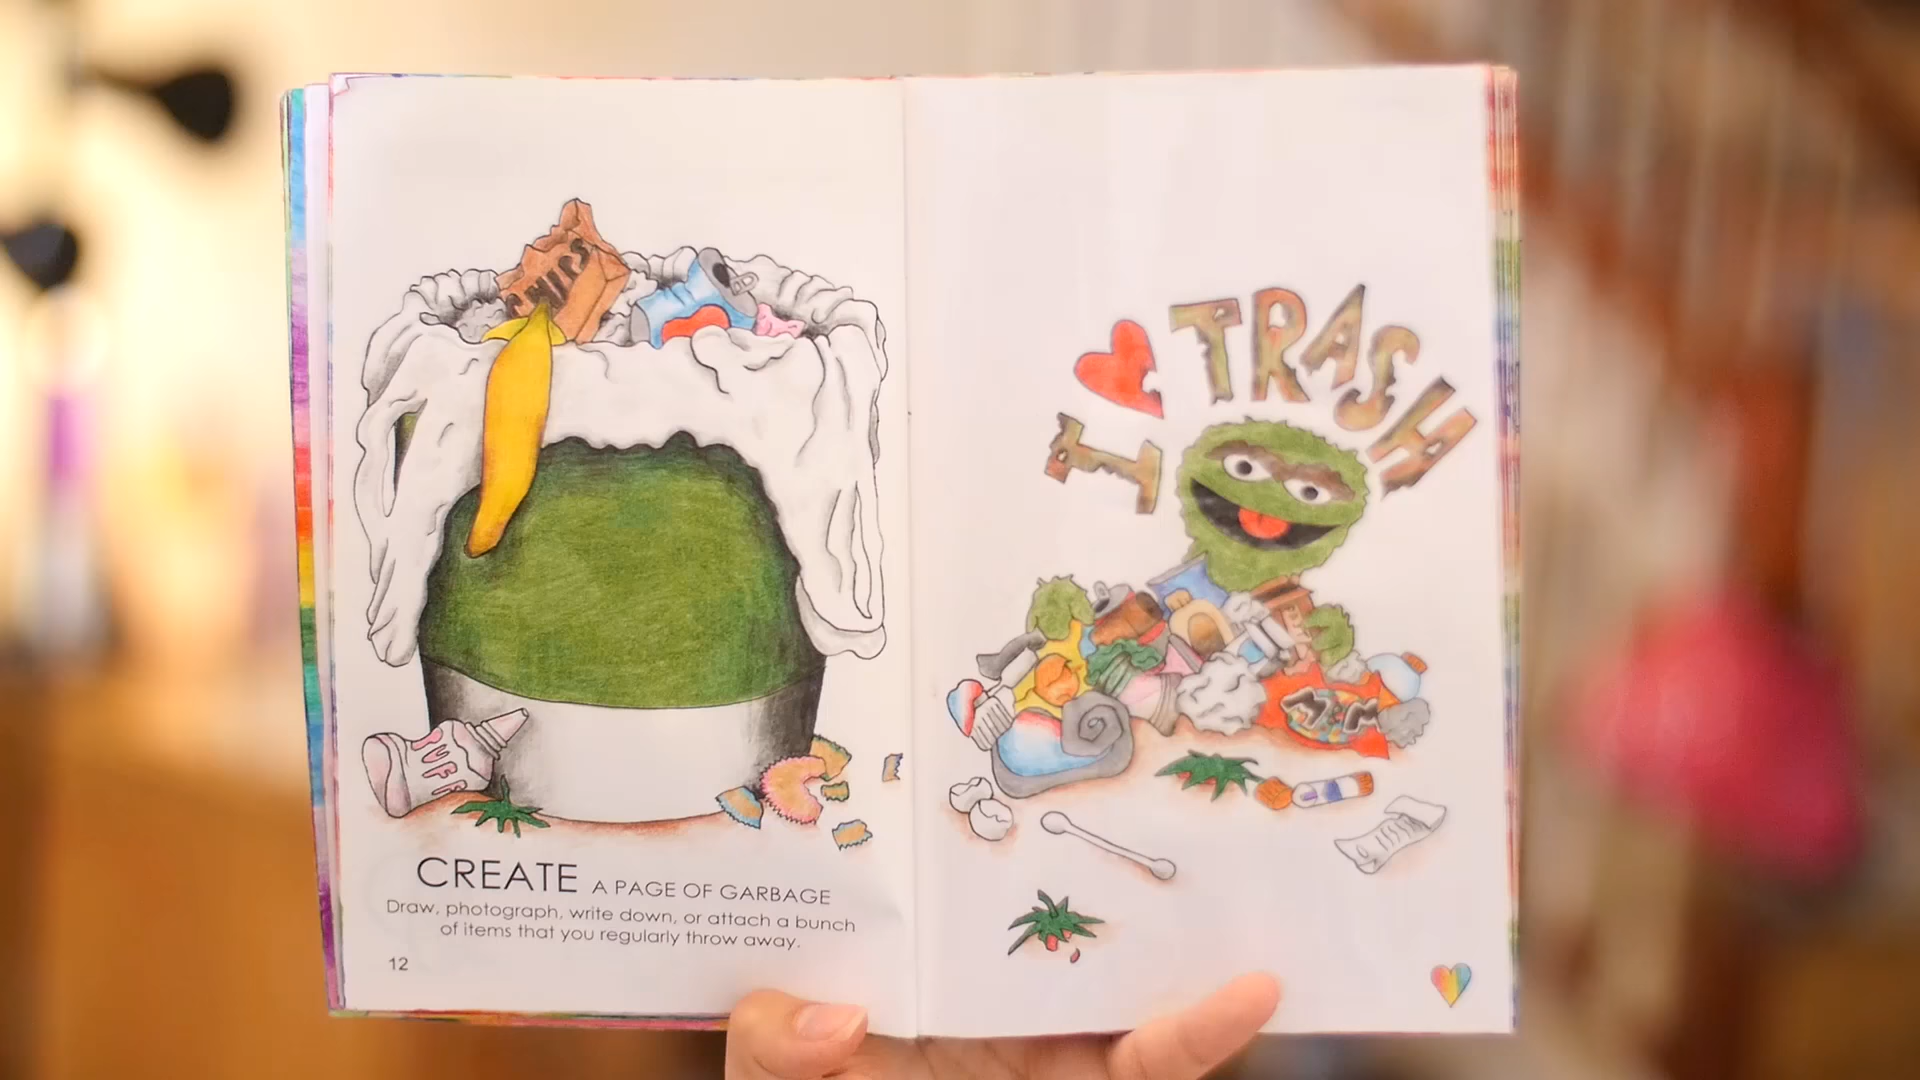 CHIPS
PUFF
CREATE A PAGE OF GARBAGE
Draw, photograph, write down, or attach a bunch
of items that you regularly throw away.
12
I ♥ TRASH
M&M